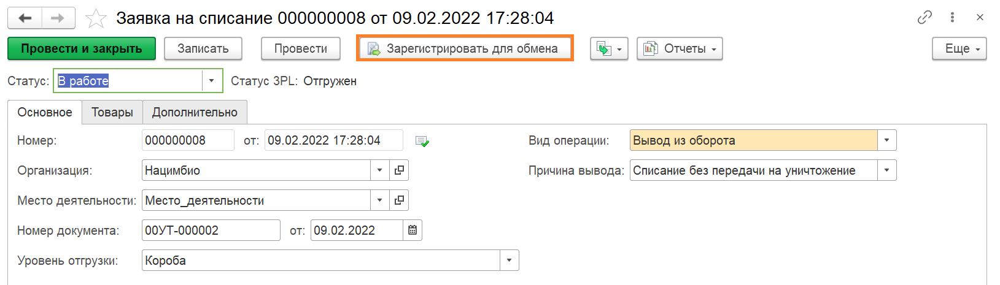 Заявка на списание 000000008 от 09.02.2022 17:28:04
Провести и закрыть Записать Провести Зарегистрировать для обмена Отчеты Еще
Статус: В работе Статус 3PL: Отгружен
Основное Товары Дополнительно
Номер: 000000008 от: 09.02.2022 17:28:04 Вид операции: Вывод из оборота
Организация: Нацимбио Причина вывода: Списание без передачи на уничтожение
Место деятельности: Место_деятельности
Номер документа: 00УТ-000002 от: 09.02.2022
Уровень отгрузки: Короба